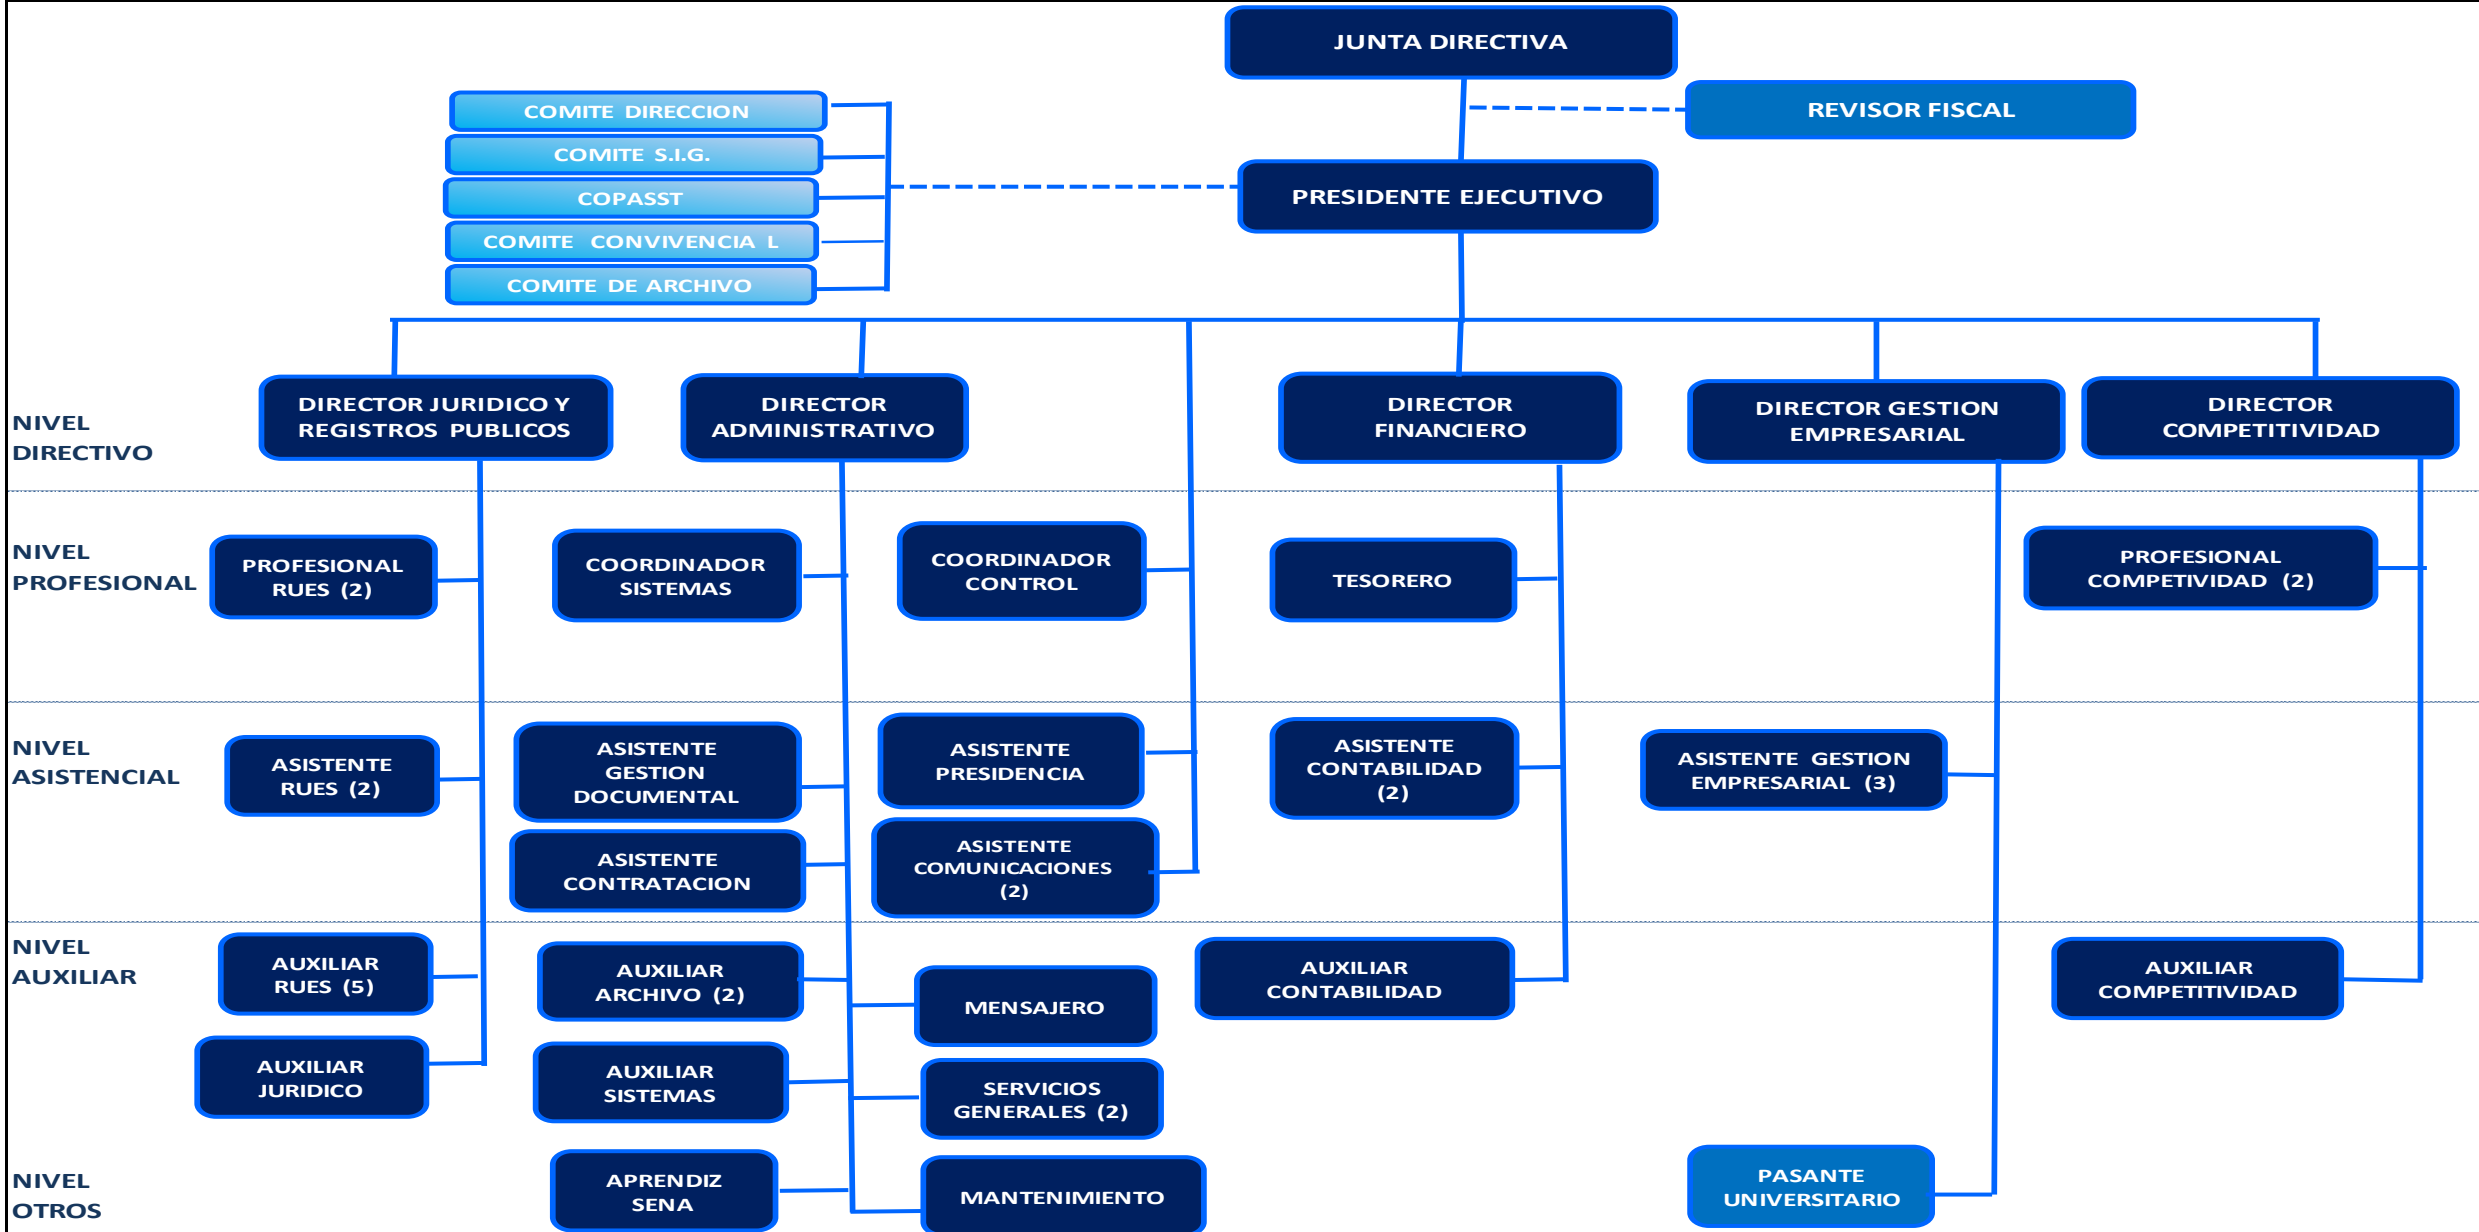 JUNTA DIRECTIVA
COMITE DIRECCION
REVISOR FISCAL
COMITE S.I.G.
COPASST
PRESIDENTE EJECUTIVO
COMITE CONVIVENCIA L
COMITE DE ARCHIVO
NIVEL
DIRECTIVO
DIRECTOR JURIDICO Y
REGISTROS PUBLICOS
DIRECTOR
ADMINISTRATIVO
DIRECTOR
FINANCIERO
DIRECTOR GESTION
EMPRESARIAL
DIRECTOR
COMPETITIVIDAD
NIVEL
PROFESIONAL
PROFESIONAL
RUES (2)
COORDINADOR
SISTEMAS
COORDINADOR
CONTROL
TESORERO
PROFESIONAL
COMPETIVIDAD (2)
NIVEL
ASISTENCIAL
ASISTENTE
RUES (2)
ASISTENTE
GESTION
DOCUMENTAL
ASISTENTE
PRESIDENCIA
ASISTENTE
CONTABILIDAD
(2)
ASISTENTE GESTION
EMPRESARIAL (3)
ASISTENTE
CONTRATACION
ASISTENTE
COMUNICACIONES
(2)
NIVEL
AUXILIAR
AUXILIAR
RUES (5)
AUXILIAR
ARCHIVO (2)
MENSAJERO
AUXILIAR
CONTABILIDAD
AUXILIAR
COMPETITIVIDAD
AUXILIAR
JURIDICO
AUXILIAR
SISTEMAS
SERVICIOS
GENERALES (2)
NIVEL
OTROS
APRENDIZ
SENA
MANTENIMIENTO
PASANTE
UNIVERSITARIO